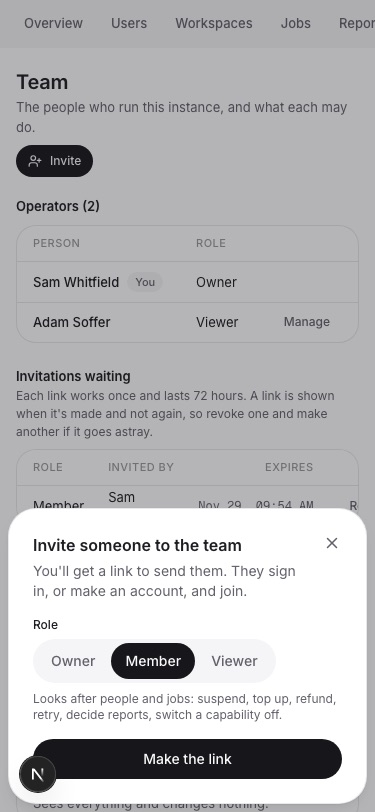 Overview Users Workspaces Jobs Repor
Team
The people who run this instance, and what each may
do.
Invite
Operators (2)
PERSON ROLE
Sam Whitfield You Owner
Adam Soffer Viewer Manage
Invitations waiting
Each link works once and lasts 72 hours. A link is shown
when it's made and not again, so revoke one and make
another if it goes astray.
ROLE INVITED BY EXPIRES
Sam
Member Nov 29, 09:54 AM R
Invite someone to the team
You'll get a link to send them. They sign
in, or make an account, and join.
Role
Owner Member Viewer
Looks after people and jobs: suspend, top up, refund,
retry, decide reports, switch a capability off.
Make the link
N
Sees everything and changes nothing.